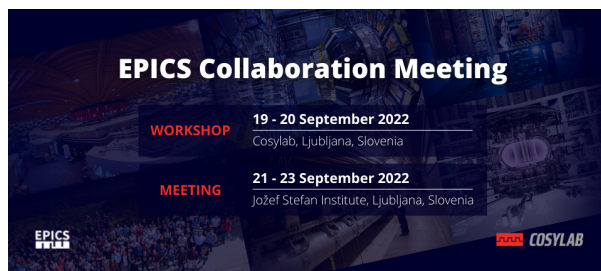 EPICS Collaboration Meeting
WORKSHOP
19 - 20 September 2022
Cosylab, Ljubljana, Slovenia
MEETING
21 - 23 September 2022
Jožef Stefan Institute, Ljubljana, Slovenia
EPICS
COSYLAB